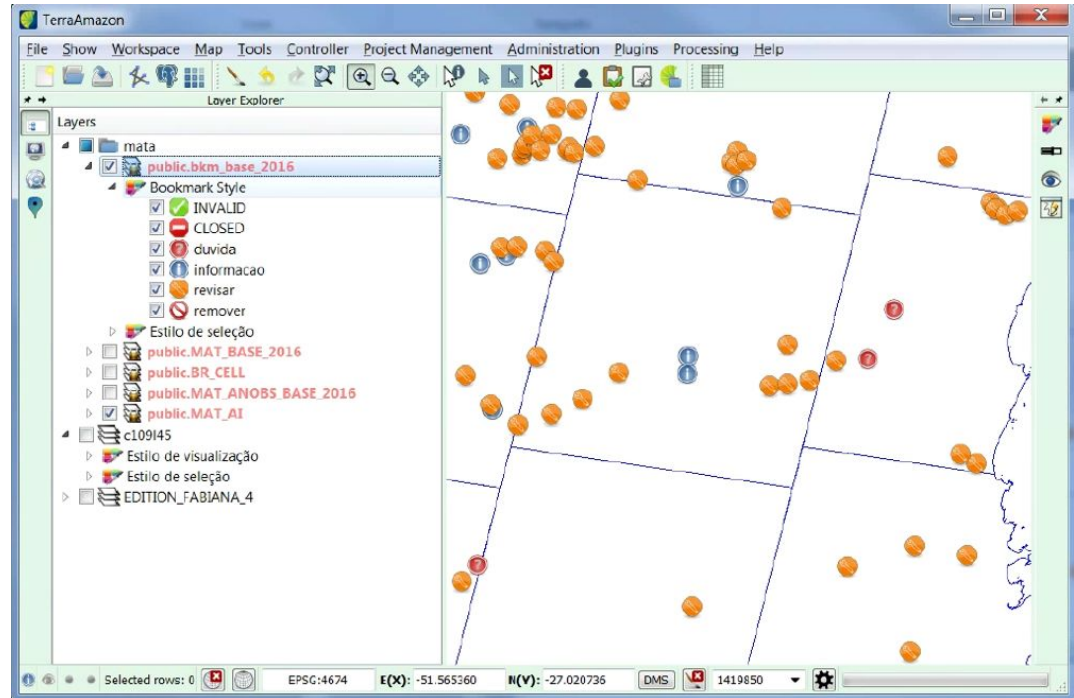 TerraAmazon
File Show Workspace Map Tools Controller Project Management Administration Plugins Processing Help
Layer Explorer
Layers
mata
public.bkm_base_2016
Bookmark Style
INVALID
CLOSED
duvida
informacao
revisar
remover
Estilo de seleção
public.MAT_BASE_2016
public.BR_CELL
public.MAT_ANOBS_BASE_2016
public.MAT_AI
c109l45
Estilo de visualização
Estilo de seleção
EDITION_FABIANA_4
Selected rows: 0 EPSG:4674 E(X): -51.565360 N(Y): -27.020736 DMS 1419850